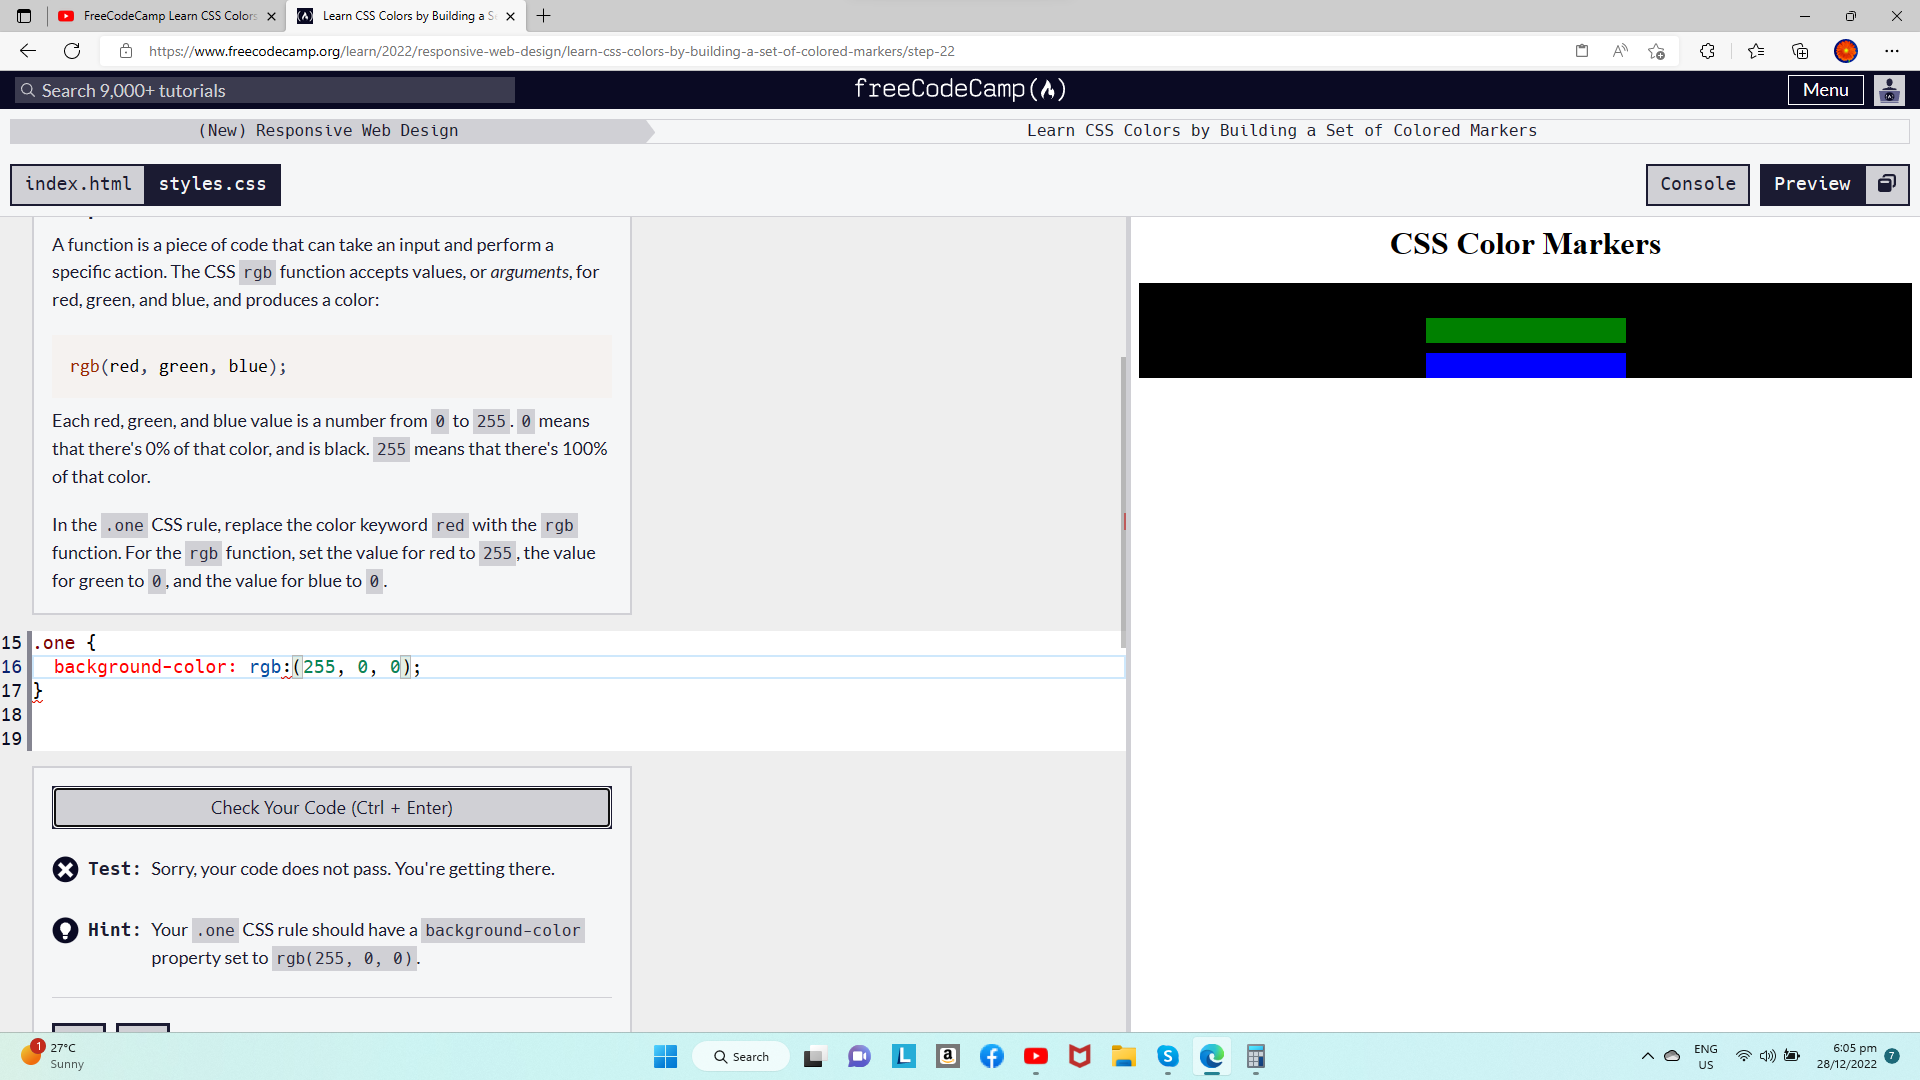 FreeCodeCamp Learn CSS Colors
Learn CSS Colors by Building a Se
https://www.freecodecamp.org/learn/2022/responsive-web-design/learn-css-colors-by-building-a-set-of-colored-markers/step-22
Search 9,000+ tutorials
freeCodeCamp
Menu
(New) Responsive Web Design
Learn CSS Colors by Building a Set of Colored Markers
index.html
styles.css
Console
Preview
A function is a piece of code that can take an input and perform a
specific action. The CSS rgb function accepts values, or arguments, for
red, green, and blue, and produces a color:
rgb(red, green, blue);
Each red, green, and blue value is a number from 0 to 255. 0 means
that there's 0% of that color, and is black. 255 means that there's 100%
of that color.
In the .one CSS rule, replace the color keyword red with the rgb
function. For the rgb function, set the value for red to 255, the value
for green to 0, and the value for blue to 0.
15 .one {
16 background-color: rgb:(255, 0, 0);
17 }
18
19
Check Your Code (Ctrl + Enter)
Test: Sorry, your code does not pass. You're getting there.
Hint: Your .one CSS rule should have a background-color
property set to rgb(255, 0, 0).
CSS Color Markers
1
27°C
Sunny
Search
L
a
S
ENG
US
6:05 pm
28/12/2022
7